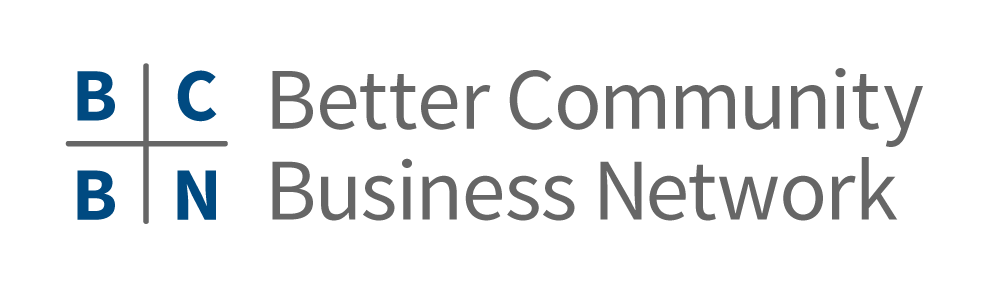 B C
B N
Better Community
Business Network